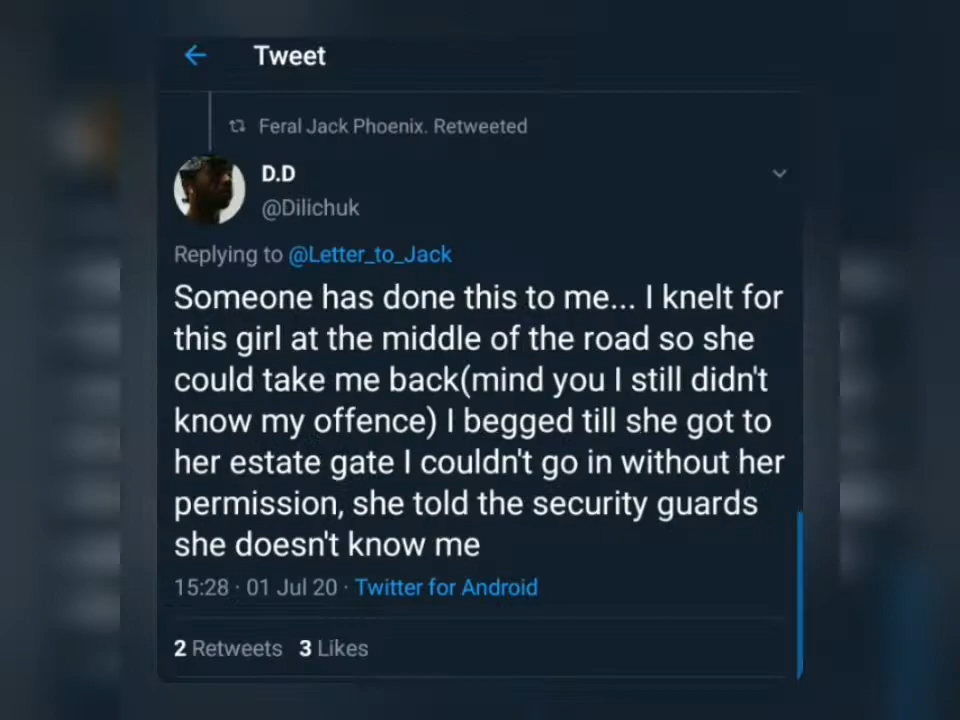 Tweet
Feral Jack Phoenix. Retweeted
D.D
@Dilichuk
Replying to @Letter_to_Jack
Someone has done this to me... I knelt for
this girl at the middle of the road so she
could take me back(mind you I still didn't
know my offence) I begged till she got to
her estate gate I couldn't go in without her
permission, she told the security guards
she doesn't know me
15:28 · 01 Jul 20 · Twitter for Android
2 Retweets 3 Likes